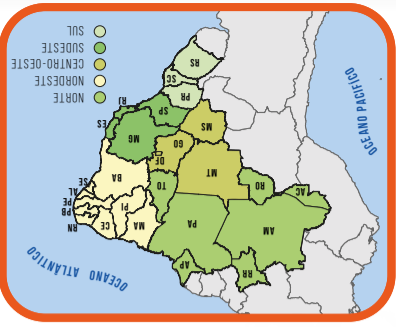 OCEANO ATLÂNTICO
RR
AP
AM
PA
MA
CE
RN
PB
PI
PE
AL
SE
AC
RO
TO
BA
MT
DF
GO
MG
ES
MS
SP
RJ
PR
SC
RS
OCEANO PACÍFICO
NORTE
NORDESTE
CENTRO-OESTE
SUDESTE
SUL